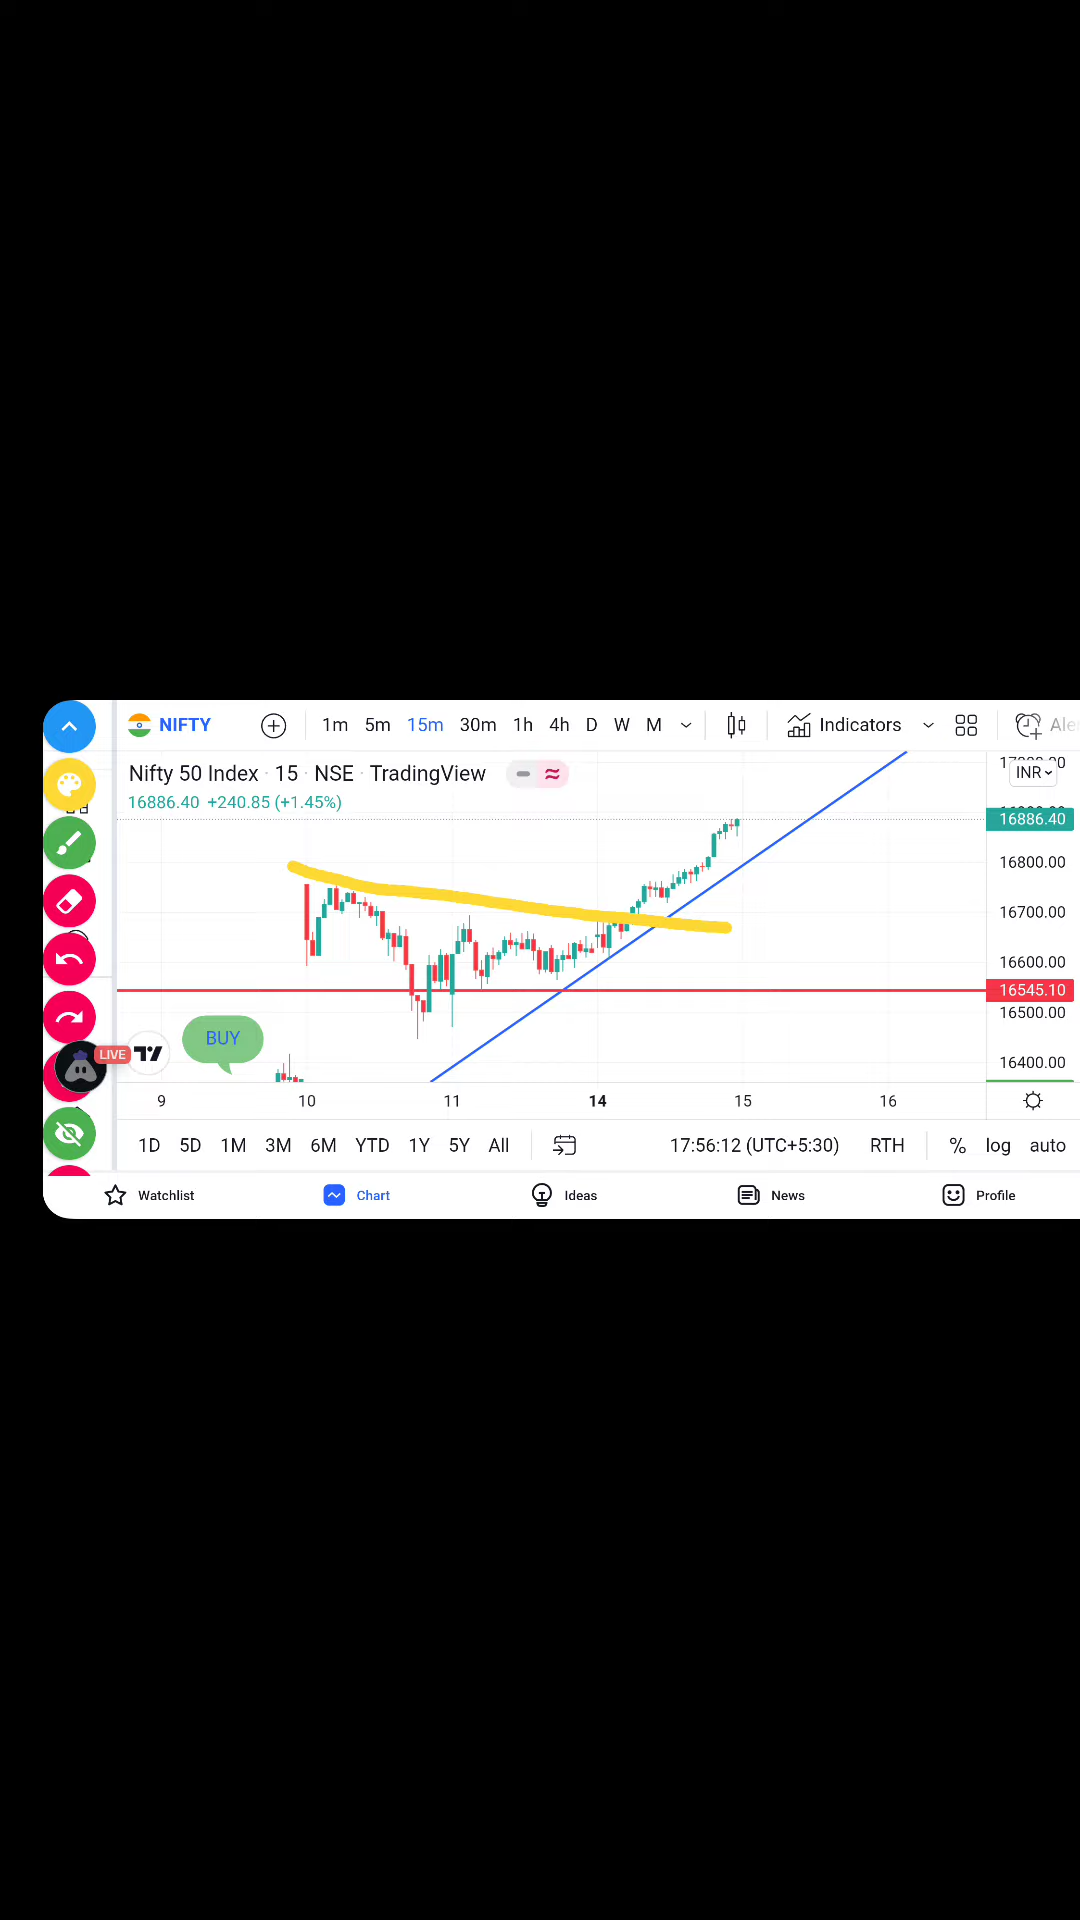 NIFTY 1m 5m 15m 30m 1h 4h D W M Indicators Ale
Nifty 50 Index · 15 · NSE · TradingView
INR
16886.40 +240.85 (+1.45%)
16886.40
16800.00
16700.00
16600.00
16545.10
16500.00
BUY
LIVE
16400.00
9 10 11 14 15 16
1D 5D 1M 3M 6M YTD 1Y 5Y All 17:56:12 (UTC+5:30) RTH % log auto
Watchlist Chart Ideas News Profile